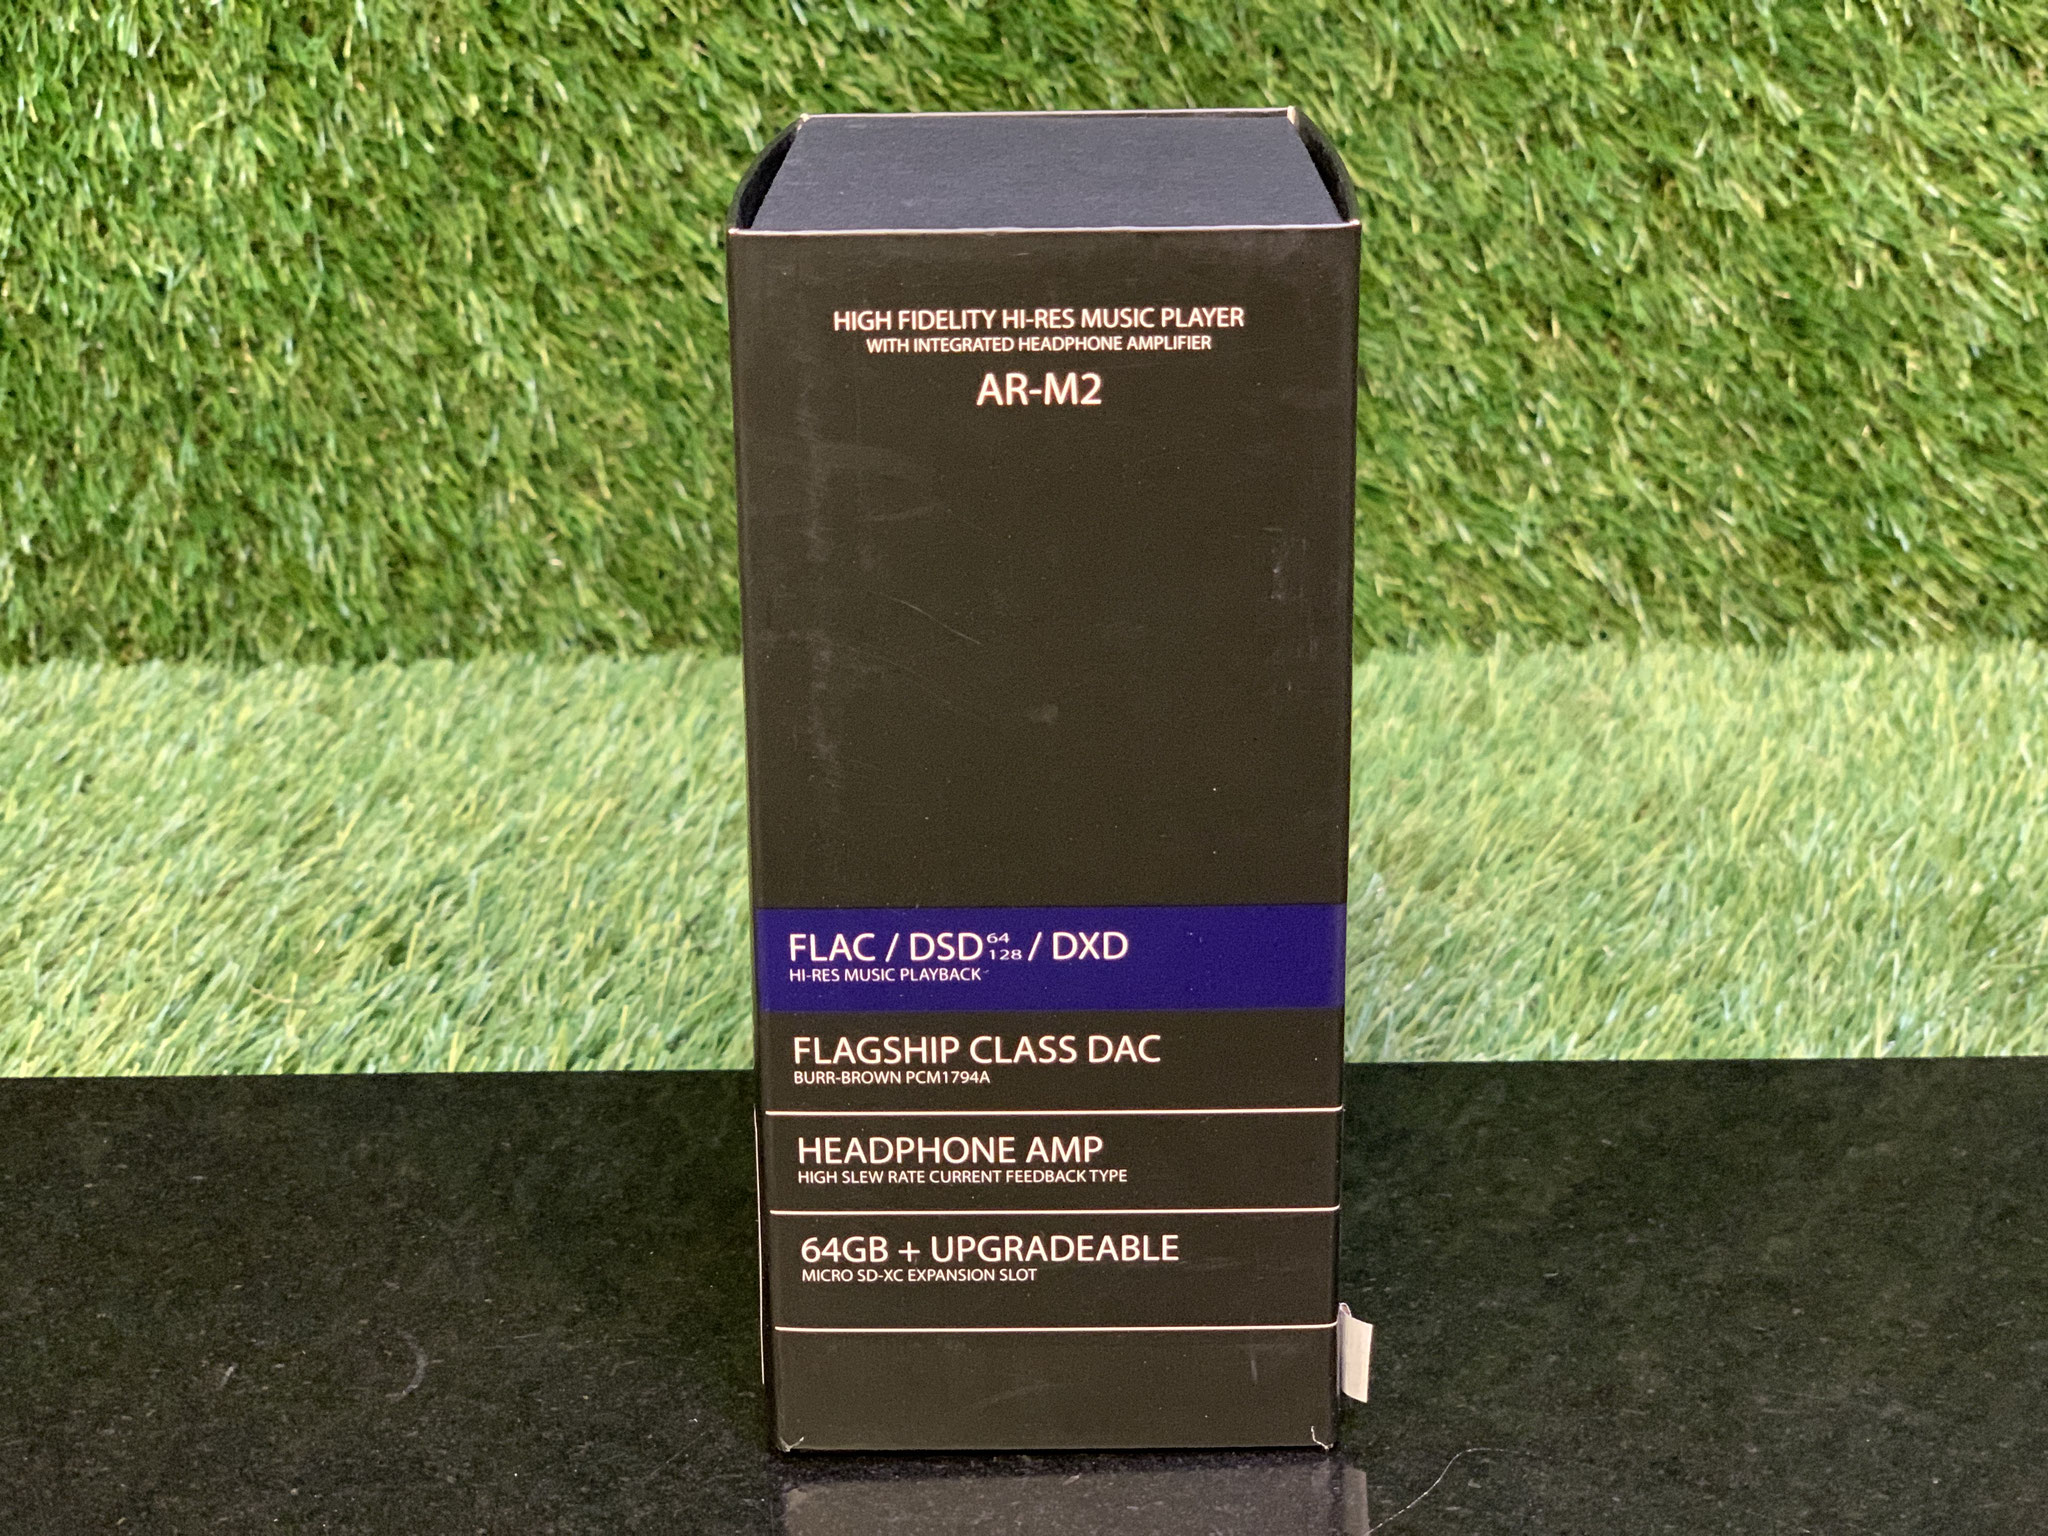 HIGH FIDELITY HI-RES MUSIC PLAYER
WITH INTEGRATED HEADPHONE AMPLIFIER
AR-M2
FLAC / DSD 64 128 / DXD
HI-RES MUSIC PLAYBACK
FLAGSHIP CLASS DAC
BURR-BROWN PCM1794A
HEADPHONE AMP
HIGH SLEW RATE CURRENT FEEDBACK TYPE
64GB + UPGRADEABLE
MICRO SD-XC EXPANSION SLOT